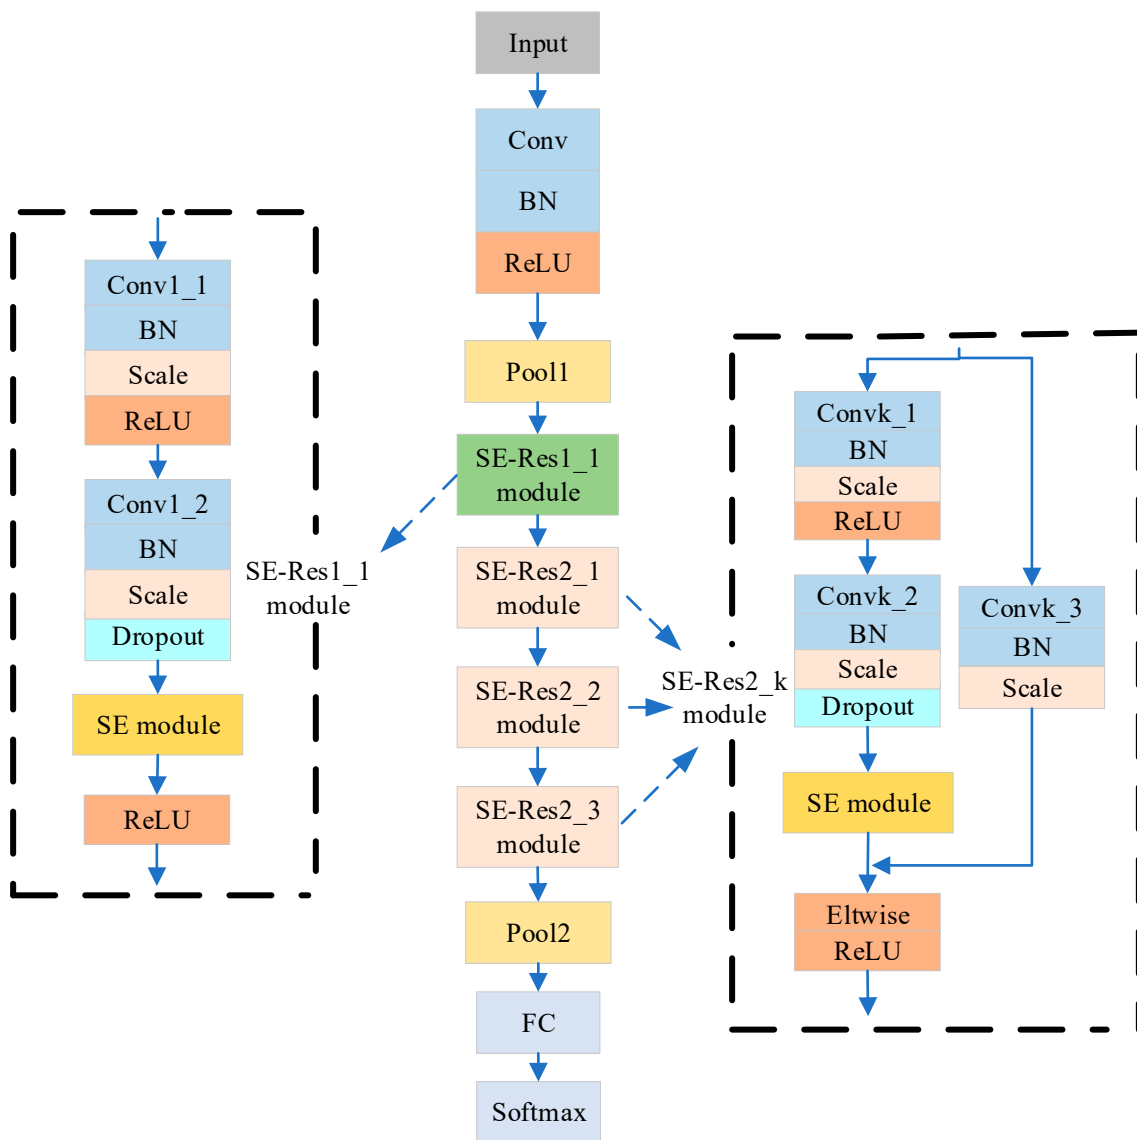 Input
Conv
BN
ReLU
Pool1
SE-Res1_1
module
SE-Res2_1
module
SE-Res2_2
module
SE-Res2_3
module
Pool2
FC
Softmax
Conv1_1
BN
Scale
ReLU
Conv1_2
BN
Scale
Dropout
SE module
ReLU
SE-Res1_1
module
SE-Res2_k
module
Convk_1
BN
Scale
ReLU
Convk_2
BN
Scale
Dropout
SE module
Convk_3
BN
Scale
Eltwise
ReLU